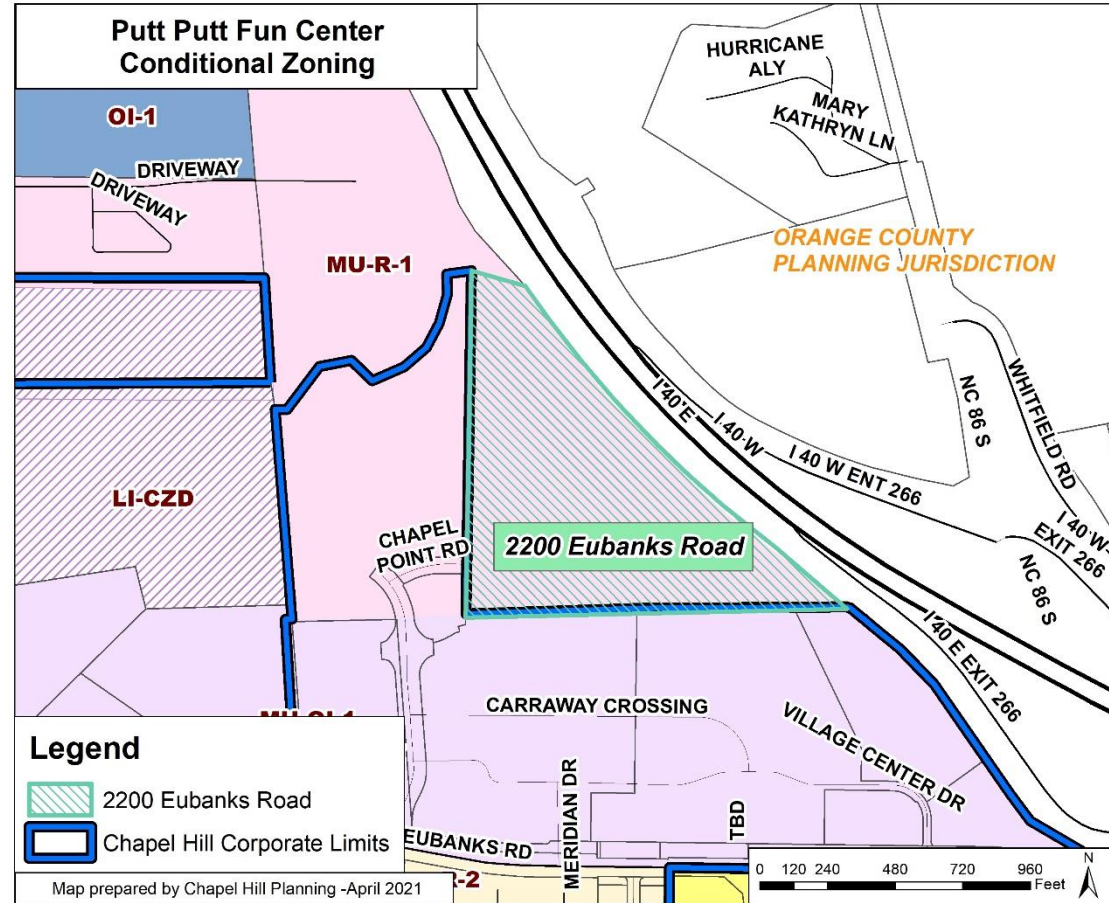 Putt Putt Fun Center
Conditional Zoning
HURRICANE
ALY
MARY
KATHRYN LN
OI-1
DRIVEWAY
DRIVEWAY
ORANGE COUNTY
PLANNING JURISDICTION
MU-R-1
WHITFIELD RD
NC 86 S
I 40 E
I 40 W
I 40 W ENT 266
I 40 W
EXIT 266
NC 86 S
LI-CZD
CHAPEL
POINT RD
2200 Eubanks Road
I 40 E EXIT 266
CARRAWAY CROSSING
VILLAGE CENTER DR
MERIDIAN DR
TBD
EUBANKS RD
-2
Legend
2200 Eubanks Road
Chapel Hill Corporate Limits
Map prepared by Chapel Hill Planning -April 2021
0 120 240 480 720 960
Feet
N